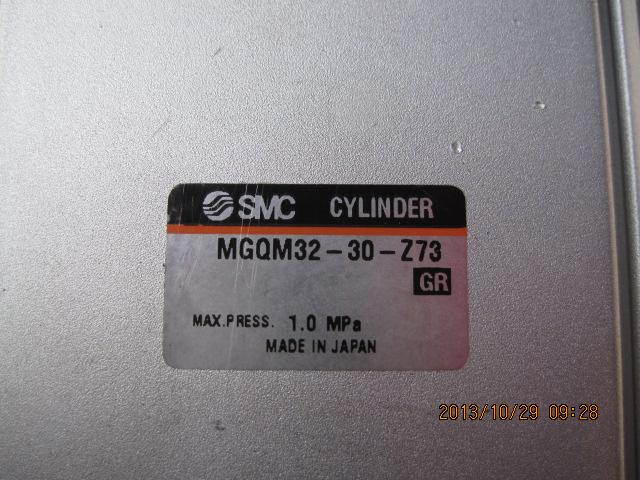 SMC CYLINDER
MGQM32-30-Z73
GR
MAX.PRESS. 1.0 MPa
MADE IN JAPAN
2013/10/29 09:28